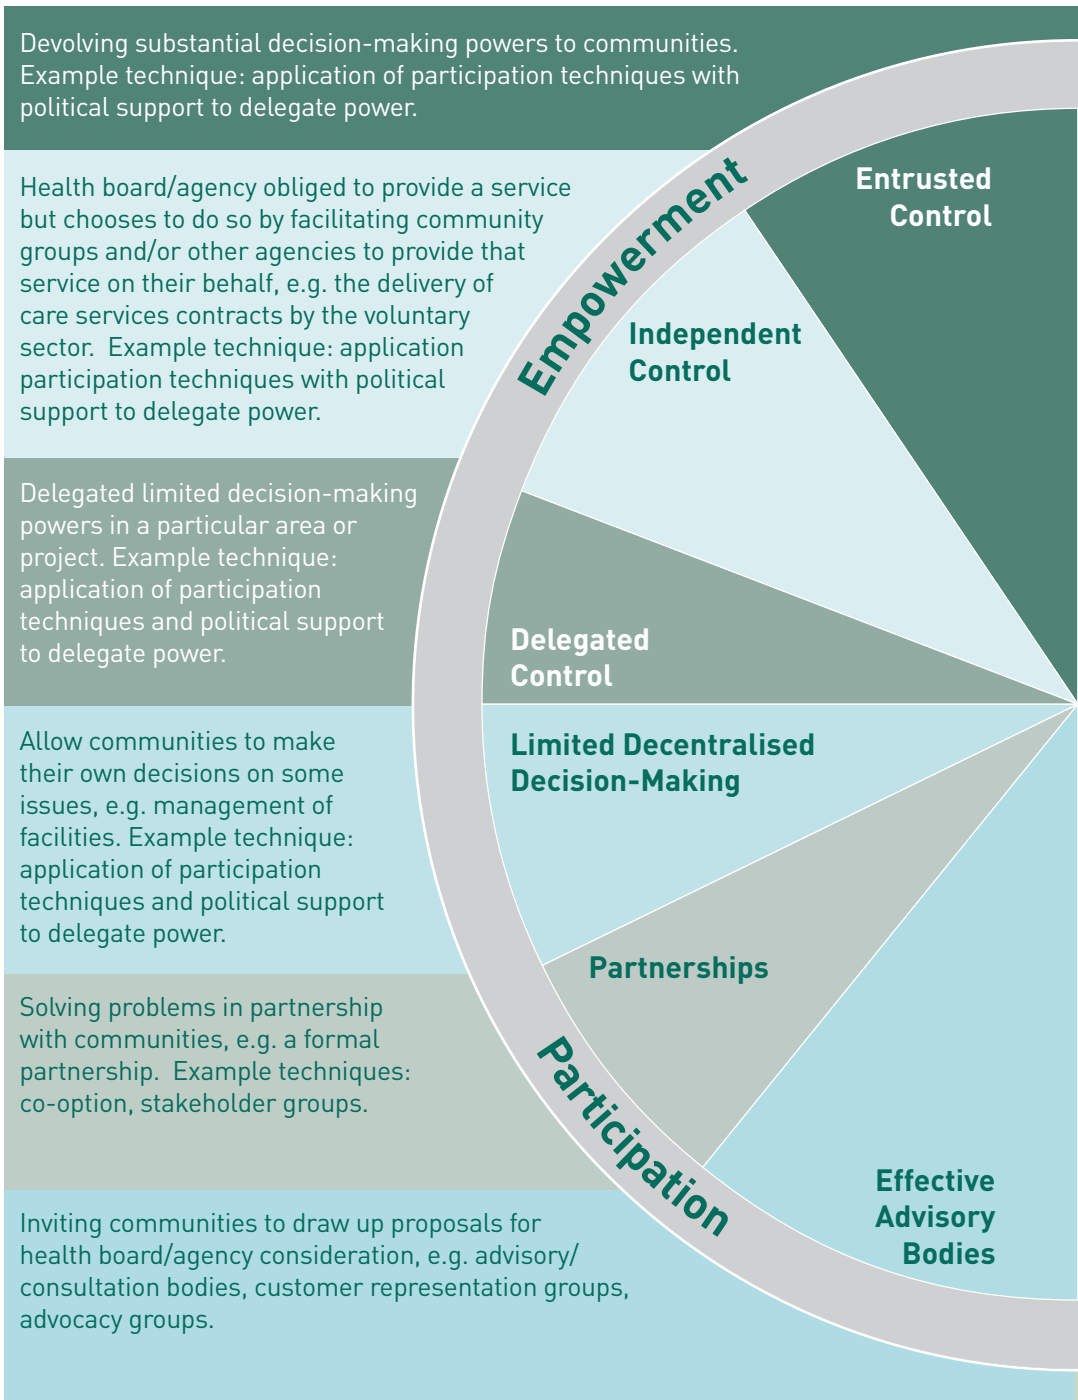 Devolving substantial decision-making powers to communities.
Example technique: application of participation techniques with
political support to delegate power.
Entrusted
Control
Health board/agency obliged to provide a service
but chooses to do so by facilitating community
groups and/or other agencies to provide that
service on their behalf, e.g. the delivery of
care services contracts by the voluntary
sector.  Example technique: application
participation techniques with political
support to delegate power.
Empowerment
Independent
Control
Delegated limited decision-making
powers in a particular area or
project. Example technique:
application of participation
techniques and political support
to delegate power.
Delegated
Control
Allow communities to make
their own decisions on some
issues, e.g. management of
facilities. Example technique:
application of participation
techniques and political support
to delegate power.
Limited Decentralised
Decision-Making
Solving problems in partnership
with communities, e.g. a formal
partnership.  Example techniques:
co-option, stakeholder groups.
Partnerships
Participation
Inviting communities to draw up proposals for
health board/agency consideration, e.g. advisory/
consultation bodies, customer representation groups,
advocacy groups.
Effective
Advisory
Bodies